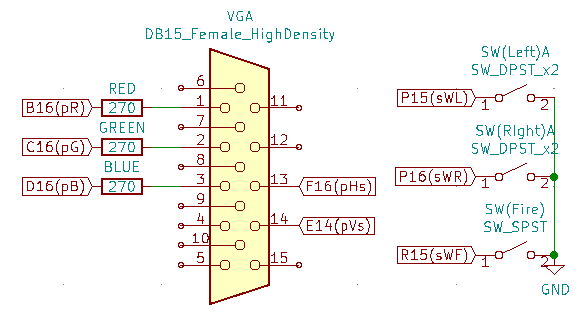 VGA
DB15_Female_HighDensity
6
RED
B16(pR) 270 1 11
GREEN 7
C16(pG) 270 2 12
BLUE 8
D16(pB) 270 3 13 F16(pHs)
9
4 14 E14(pVs)
10
5 15
SW(Left)A
SW_DPST_x2
P15(sWL) 1 2
SW(RIght)A
SW_DPST_x2
P16(sWR) 1 2
SW(Fire)
SW_SPST
R15(sWF) 1 2
GND